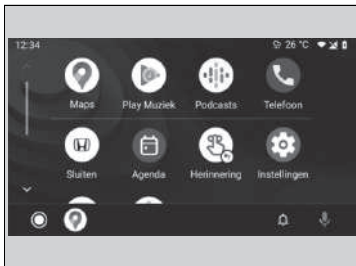 12:34
26 °C
Maps
Play Muziek
Podcasts
Telefoon
Sluiten
Agenda
Herinnering
Instellingen